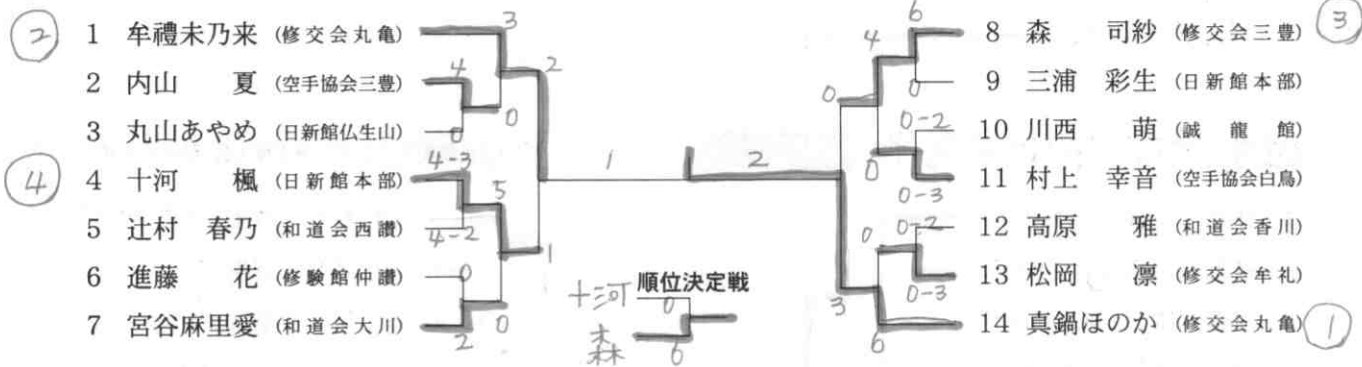 ② 1 牟禮未乃来 (修交会丸亀)
2 内山 夏 (空手協会三豊)
3 丸山あやめ (日新館仏生山)
④ 4 十河 楓 (日新館本部)
5 辻村 春乃 (和道会西讃)
6 進藤 花 (修験館仲讃)
7 宮谷麻里愛 (和道会大川)
3
4
2
0
0
4-3
5
4-2
1
0
0
2
1
2
順位決定戦
十河
0
森
6
6
4
0
0
0-2
0
0-3
0-2
0
0-3
3
6
8 森 司紗 (修交会三豊) ③
9 三浦 彩生 (日新館本部)
10 川西 萌 (誠龍館)
11 村上 幸音 (空手協会白鳥)
12 高原 雅 (和道会香川)
13 松岡 凛 (修交会牟礼)
14 真鍋ほのか (修交会丸亀) ①